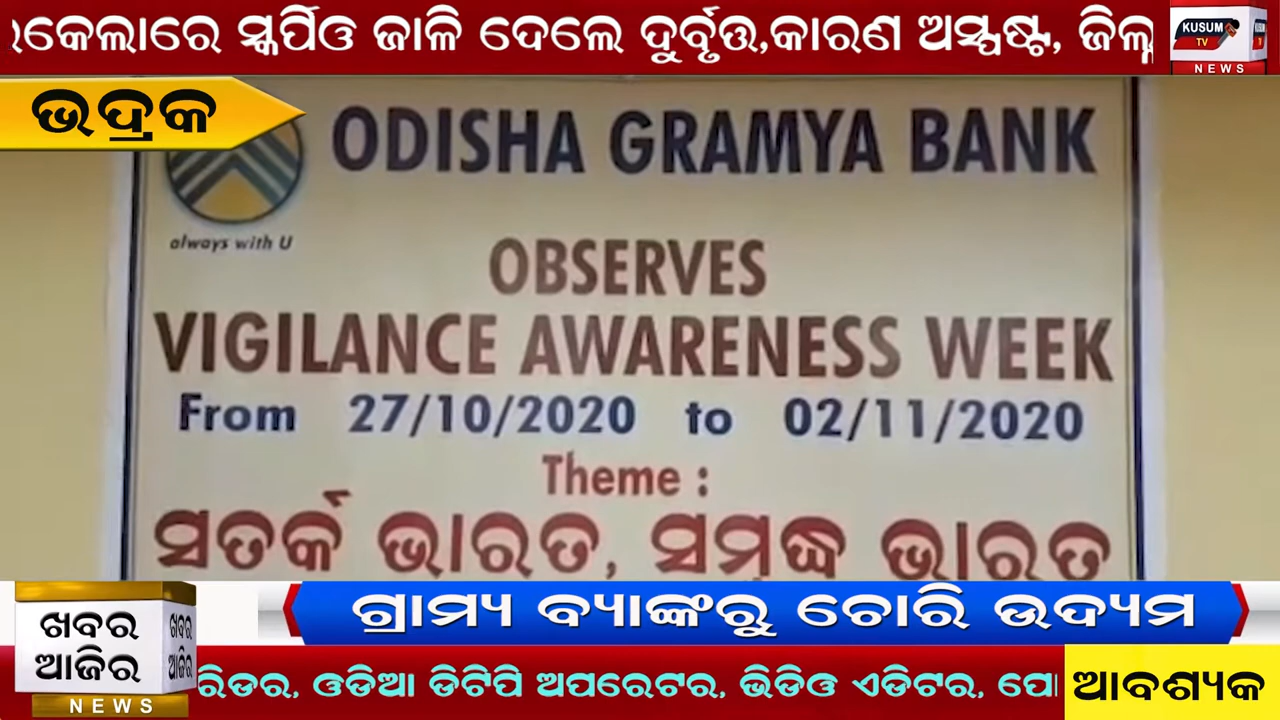 ସ୍କର୍ପିଓ ଜାଳି ଦେଲେ ଦୁର୍ବୃତ୍ତ,କାରଣ ଅସ୍ପଷ୍ଟ,
KUSUM
TV
NEWS
ଭଦ୍ରକ
ODISHA GRAMYA BANK
always with U
OBSERVES
VIGILANCE AWARENESS WEEK
From 27/10/2020 to 02/11/2020
Theme :
ସତର୍କ ଭାରତ, ସମୃଦ୍ଧ ଭାରତ
ଗ୍ରାମ୍ୟ ବ୍ୟାଙ୍କରୁ ଚୋରି ଉଦ୍ୟମ
ଖବର ଖବର
ଆଜିର ଆଜିର
NEWS
ଓଡିଆ ଡିଟିପି ଅପରେଟର, ଭିଡିଓ ଏଡିଟର,
ଆବଶ୍ୟକ